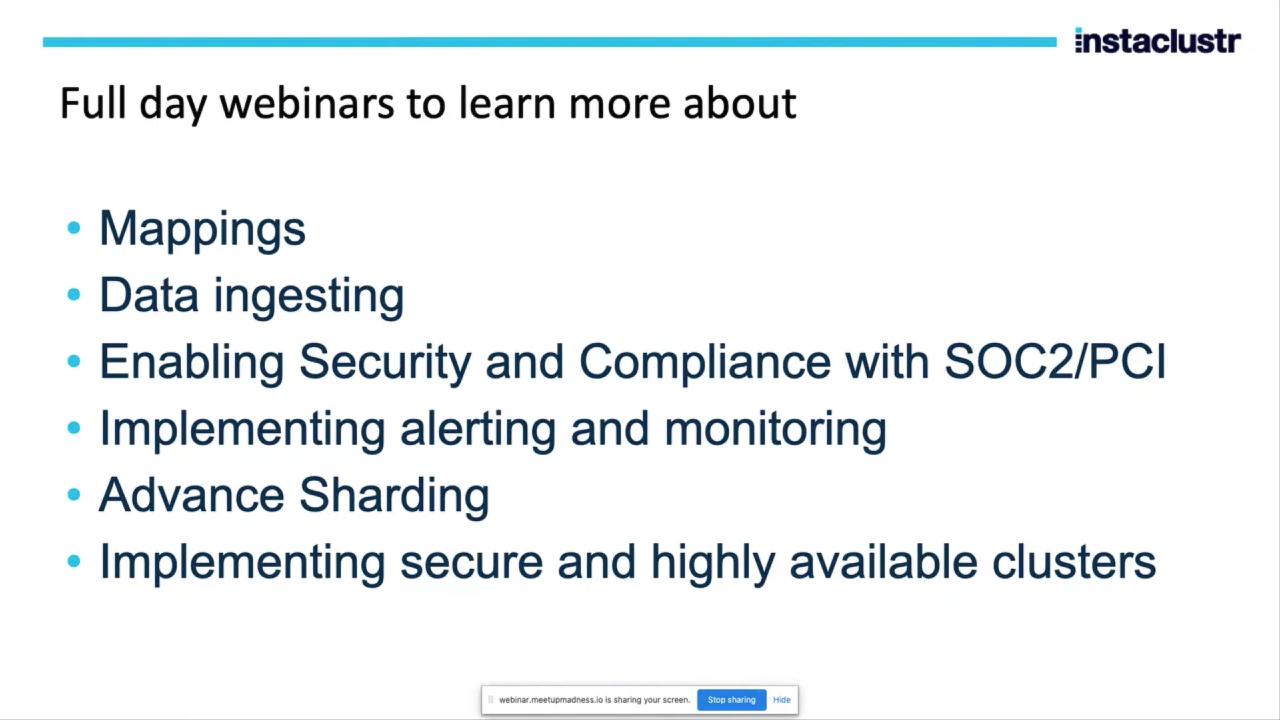 instaclustr
Full day webinars to learn more about
• Mappings
• Data ingesting
• Enabling Security and Compliance with SOC2/PCI
• Implementing alerting and monitoring
• Advance Sharding
• Implementing secure and highly available clusters
webinar.meetupmadness.io is sharing your screen. Stop sharing Hide